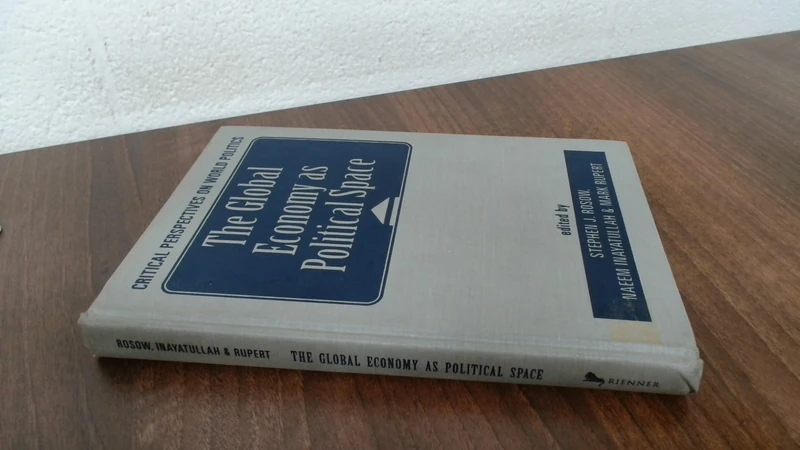 CRITICAL PERSPECTIVES ON WORLD POLITICS
The Global
Economy as
Political Space
edited by
STEPHEN J. ROSOW,
NAEEM INAYATULLAH & MARK RUPERT
ROSOW, INAYATULLAH & RUPERT THE GLOBAL ECONOMY AS POLITICAL SPACE RIENNER